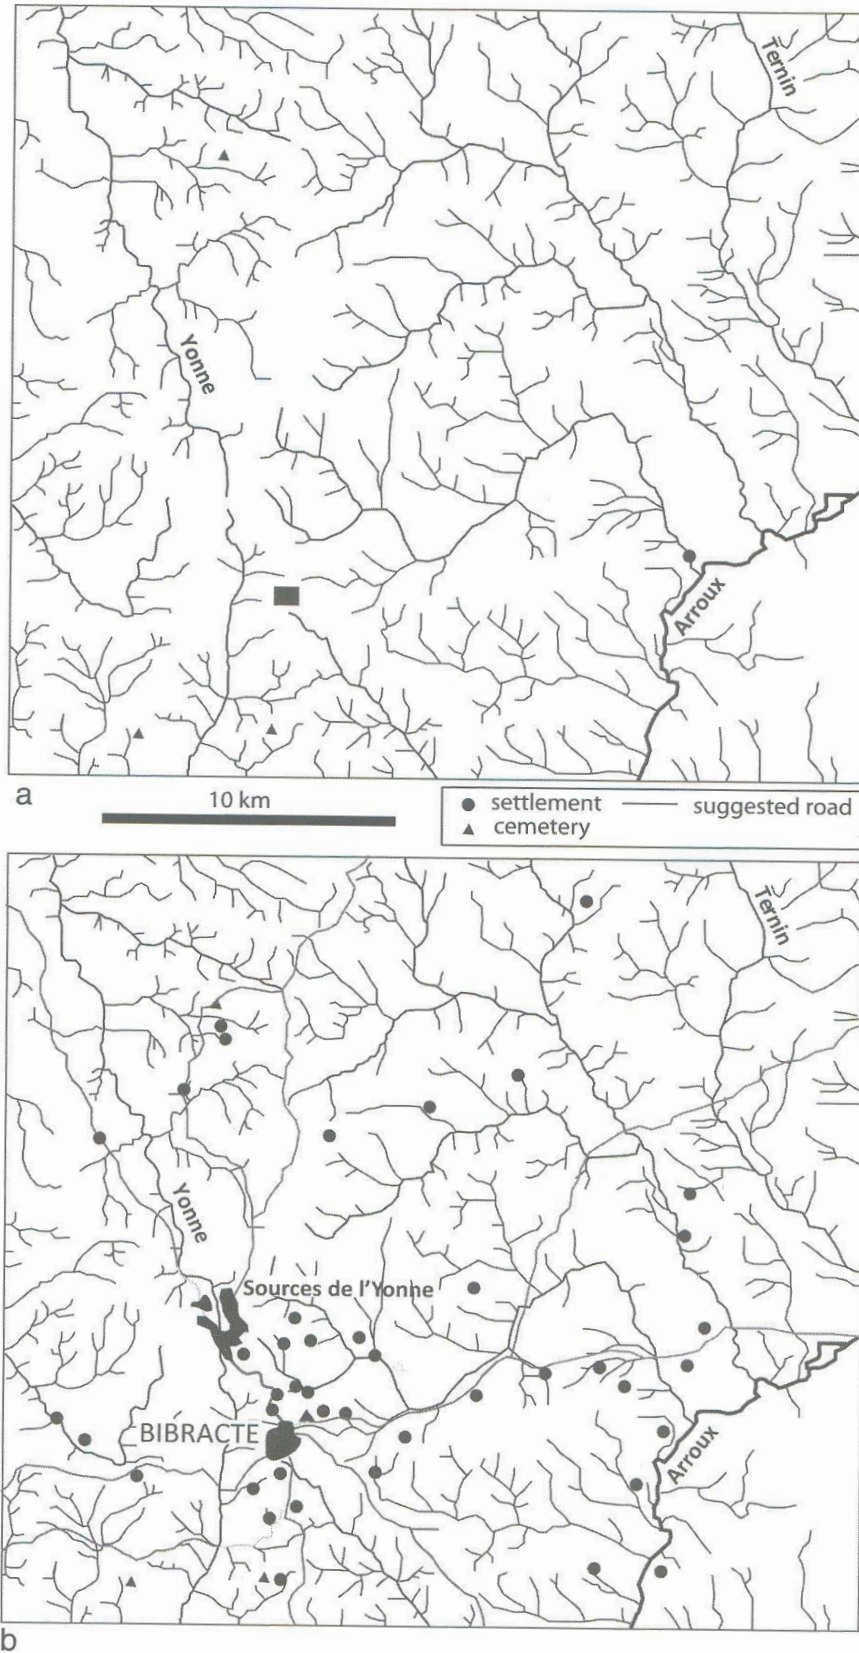 Ternin
Yonne
Arroux
a
10 km
settlement
suggested road
cemetery
Ternin
Yonne
Sources de l'Yonne
BIBRACTE
Arroux
b